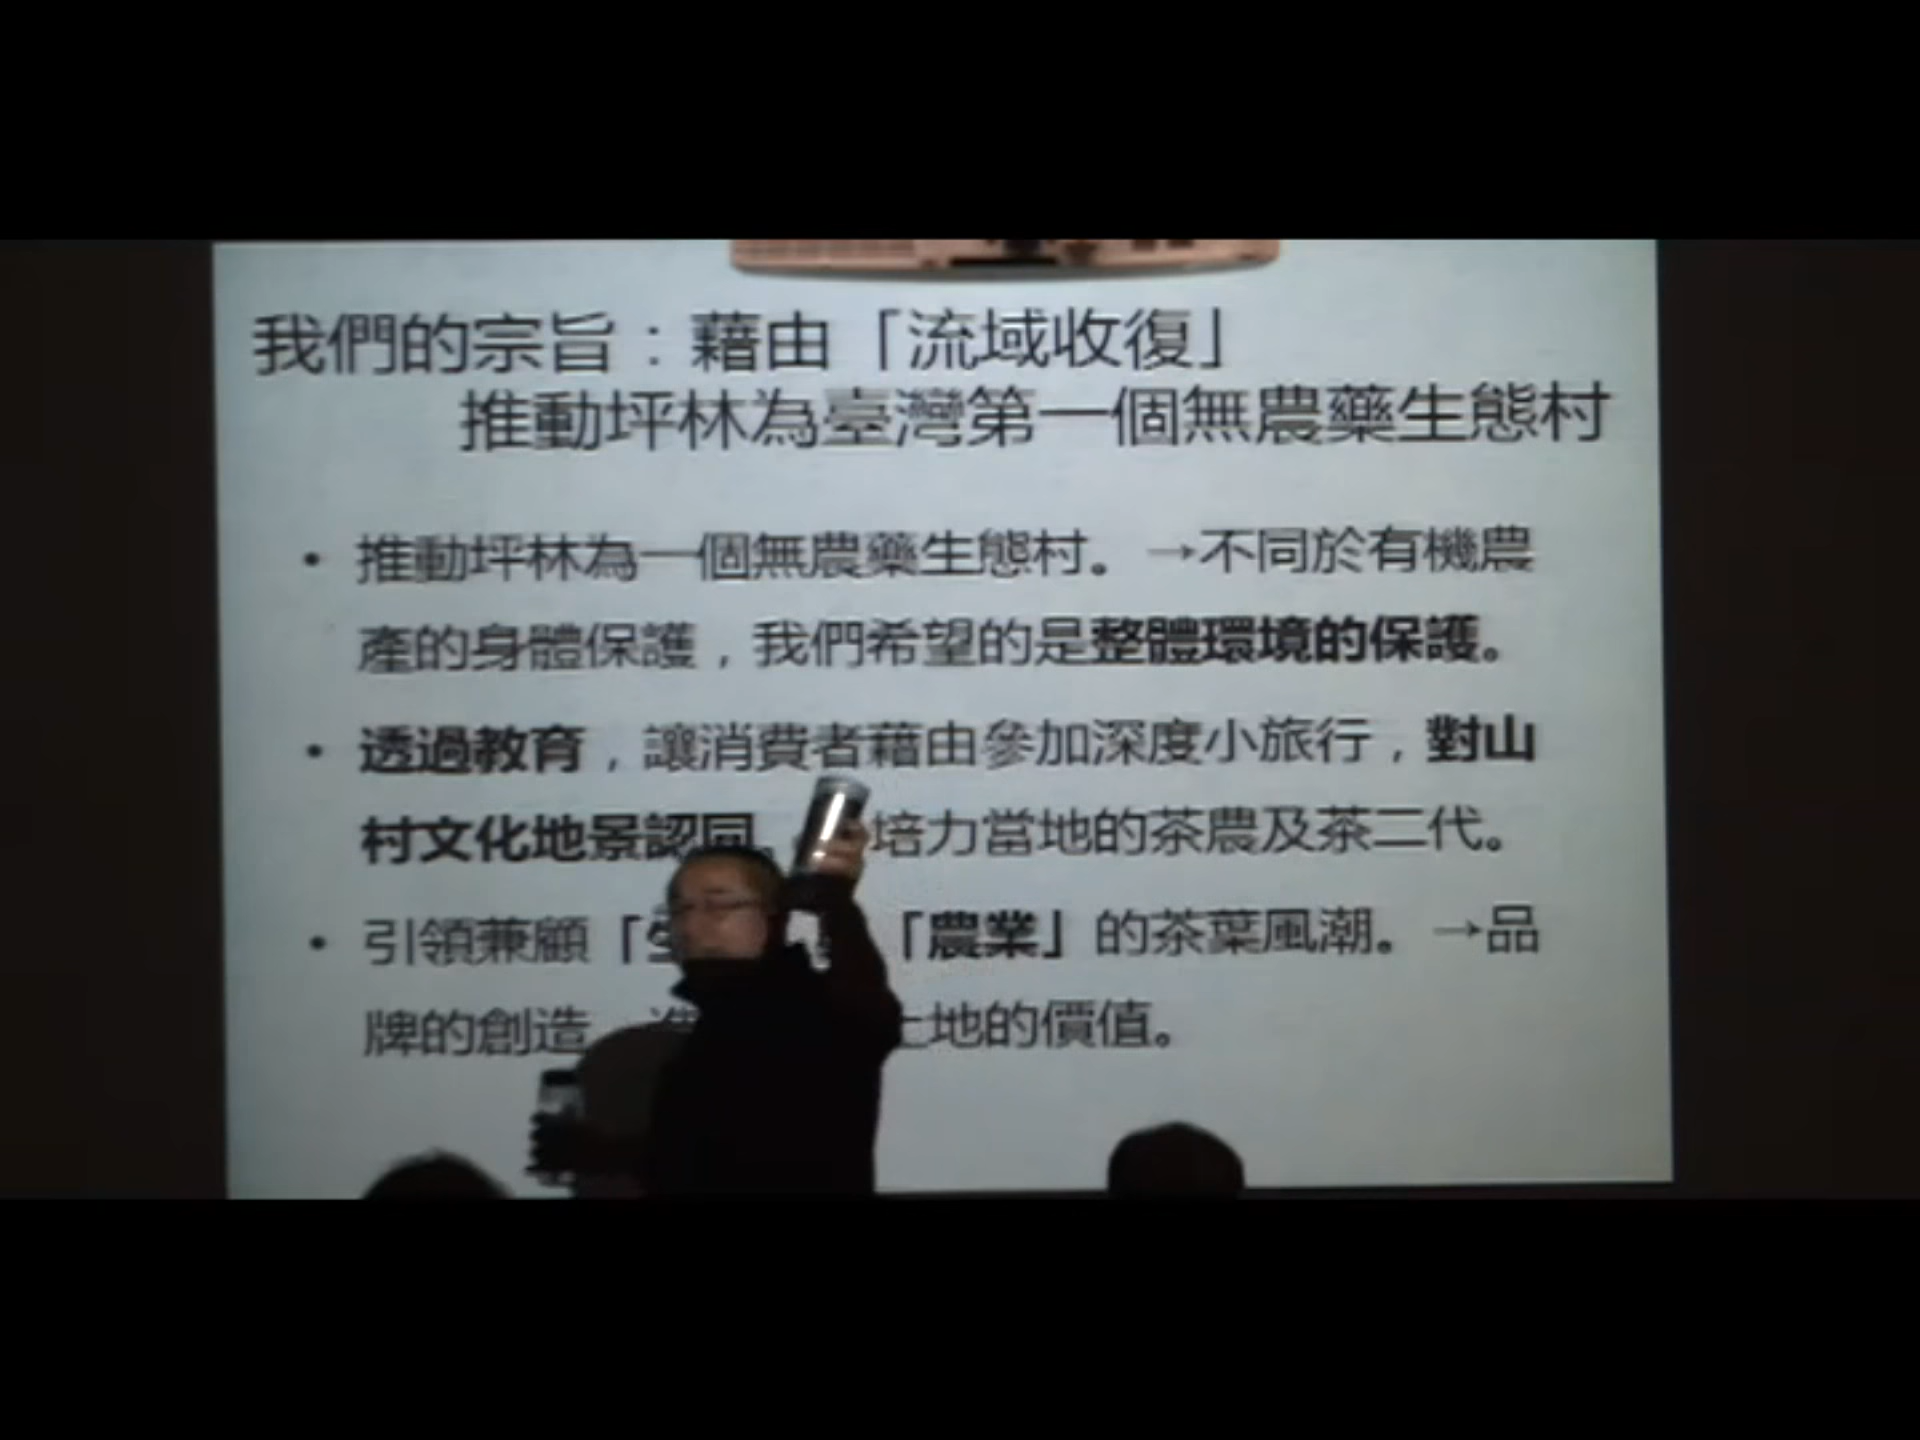 我們的宗旨：藉由「流域收復」
推動坪林為臺灣第一個無農藥生態村
• 推動坪林為一個無農藥生態村。→不同於有機農
產的身體保護，我們希望的是整體環境的保護。
• 透過教育，讓消費者藉由參加深度小旅行，對山
村文化地景認同。 培力當地的茶農及茶二代。
• 引領兼顧「生 「農業」的茶葉風潮。→品
牌的創造 土地的價值。